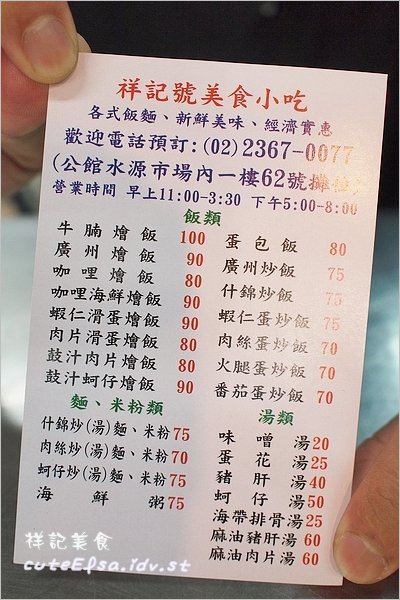 祥記號美食小吃
各式飯麵、新鮮美味、經濟實惠
歡迎電話預訂:(02)2367-0077
(公館水源市場內一樓62號攤位)
營業時間 早上11:00-3:30 下午5:00-8:00
飯類
牛腩燴飯 100
廣州燴飯 90
咖哩燴飯 80
咖哩海鮮燴飯 90
蝦仁滑蛋燴飯 90
肉片滑蛋燴飯 80
鼓汁肉片燴飯 80
鼓汁蚵仔燴飯 90
蛋包飯 80
廣州炒飯 75
什錦炒飯 75
蝦仁蛋炒飯 75
肉絲蛋炒飯 70
火腿蛋炒飯 70
番茄蛋炒飯 70
麵、米粉類
什錦炒(湯)麵、米粉 75
肉絲炒(湯)麵、米粉 70
蚵仔炒(湯)麵、米粉 75
海鮮粥 75
湯類
味噌湯 20
蛋花湯 25
豬肝湯 40
蚵仔湯 50
海帶排骨湯 25
麻油豬肝湯 60
麻油肉片湯 60
祥記美食
cuteEfsa.idv.st